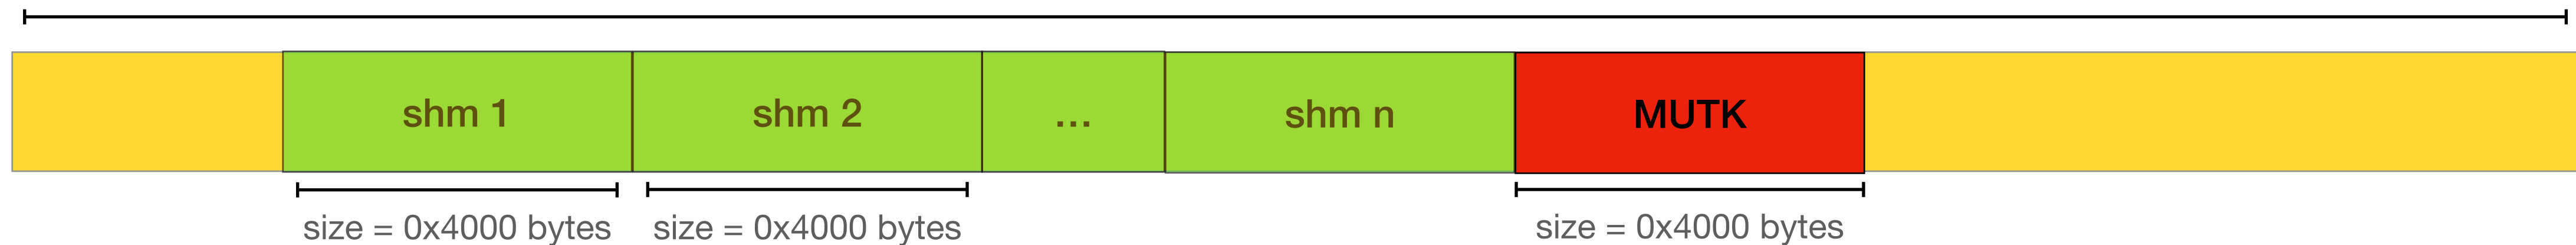 shm 1
shm 2
...
shm n
MUTK
size = 0x4000 bytes
size = 0x4000 bytes
size = 0x4000 bytes